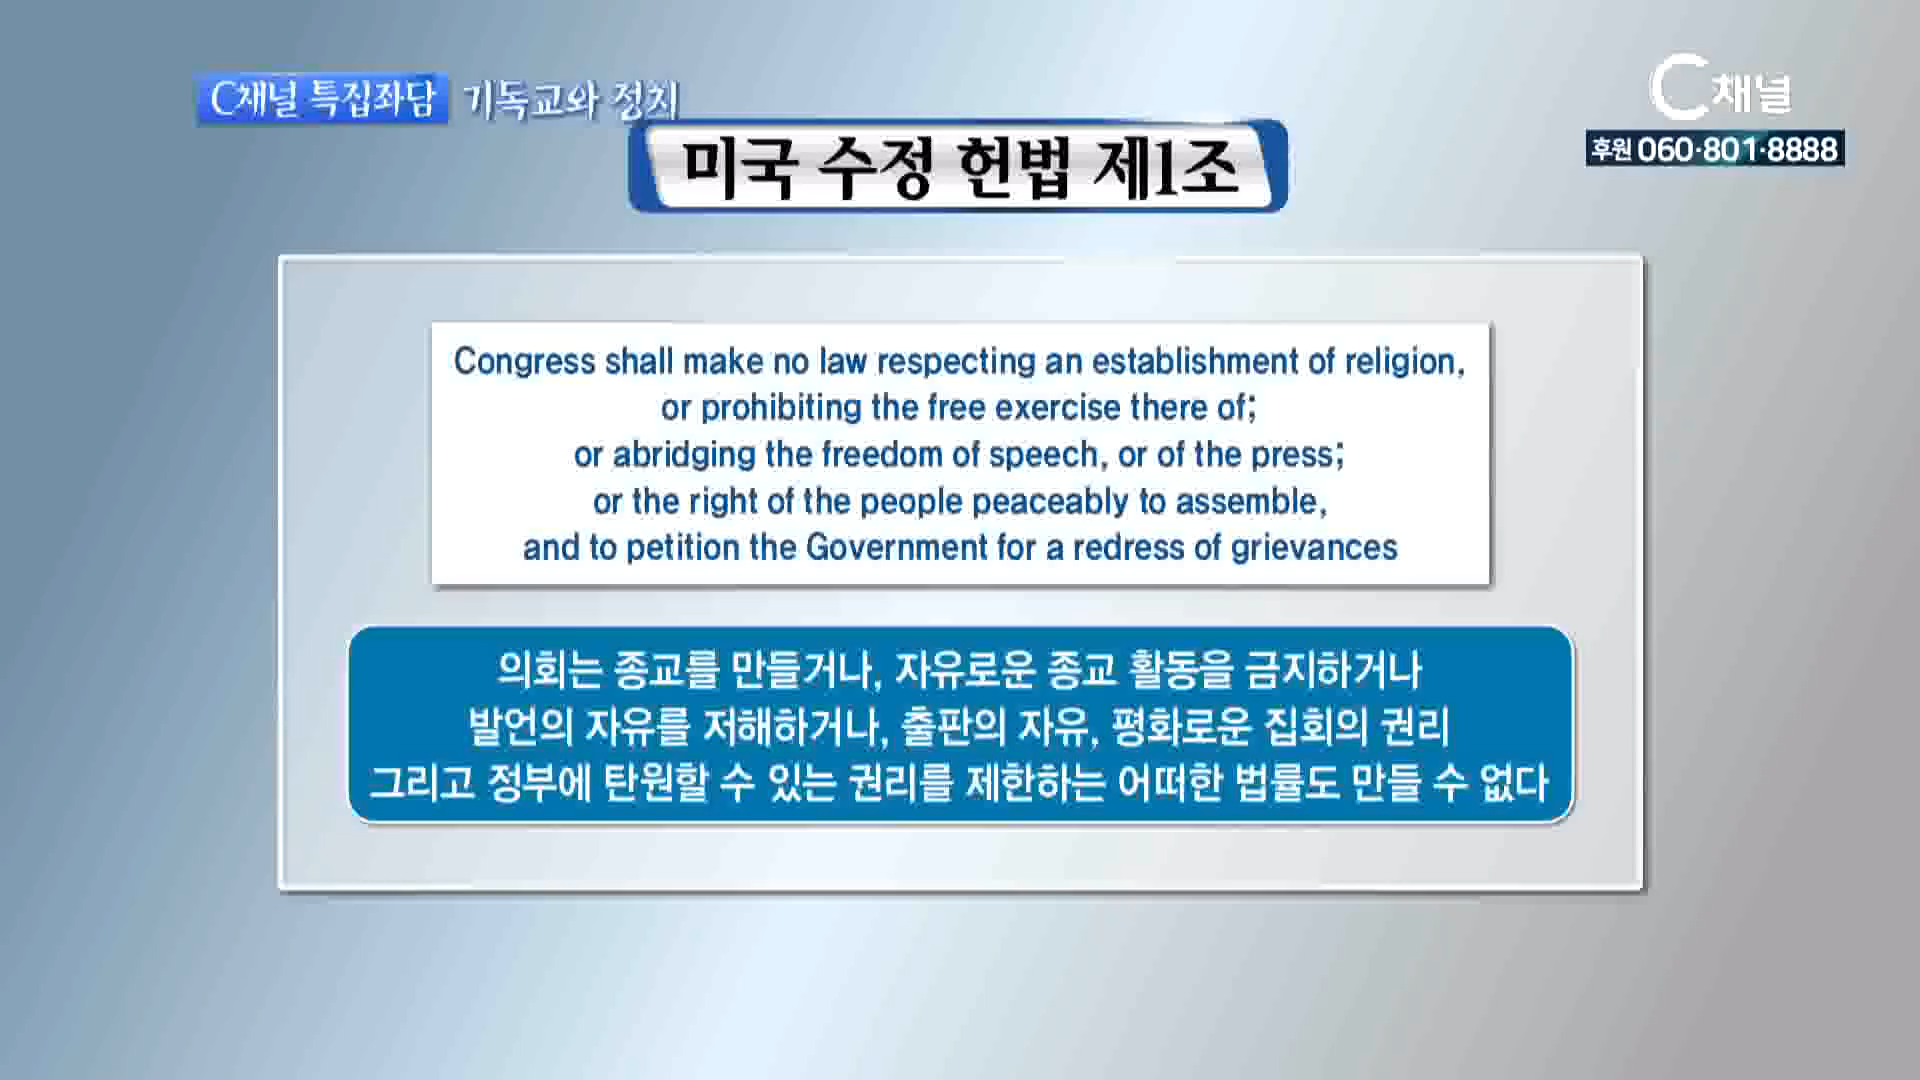 C채널 특집좌담 기독교와 정치
C채널
후원 060·801·8888
미국 수정 헌법 제1조
Congress shall make no law respecting an establishment of religion,
or prohibiting the free exercise there of;
or abridging the freedom of speech, or of the press;
or the right of the people peaceably to assemble,
and to petition the Government for a redress of grievances
의회는 종교를 만들거나, 자유로운 종교 활동을 금지하거나
발언의 자유를 저해하거나, 출판의 자유, 평화로운 집회의 권리
그리고 정부에 탄원할 수 있는 권리를 제한하는 어떠한 법률도 만들 수 없다